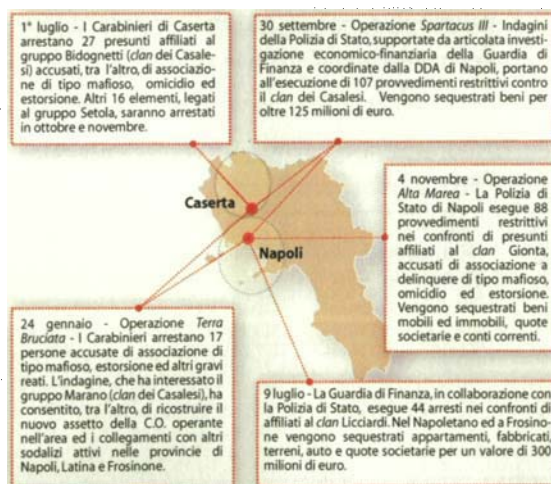 1° luglio - I Carabinieri di Caserta
arrestano 27 presunti affiliati al
gruppo Bidognetti (clan dei Casale-
si) accusati, tra l'altro, di associazio-
ne di tipo mafioso, omicidio ed
estorsione. Altri 16 elementi, legati
al gruppo Setola, saranno arrestati
in ottobre e novembre.
30 settembre - Operazione Spartacus III - Indagini
della Polizia di Stato, supportate da articolata investi-
gazione economico-finanziaria della Guardia di
Finanza e coordinate dalla DDA di Napoli, portano
all'esecuzione di 107 provvedimenti restrittivi contro
il clan dei Casalesi. Vengono sequestrati beni per
oltre 125 milioni di euro.
Caserta
Napoli
4 novembre - Operazione
Alta Marea - La Polizia di
Stato di Napoli esegue 88
provvedimenti restrittivi
nei confronti di presunti
affiliati al clan Gionta,
accusati di associazione a
delinquere di tipo mafioso,
omicidio ed estorsione.
Vengono sequestrati beni
mobili ed immobili, quote
societarie e conti correnti.
24 gennaio - Operazione Terra
Bruciata - I Carabinieri arrestano 17
persone accusate di associazione di
tipo mafioso, estorsione ed altri gravi
reati. L'indagine, che ha interessato il
gruppo Marano (clan dei Casalesi), ha
consentito, tra l'altro, di ricostruire il
nuovo assetto della C.O. operante
nell'area ed i collegamenti con altri
sodalizi attivi nelle provincie di
Napoli, Latina e Frosinone.
9 luglio - La Guardia di Finanza, in collaborazione con
la Polizia di Stato, esegue 44 arresti nei confronti di
affiliati al clan Licciardi. Nel Napoletano ed a Frosino-
ne vengono sequestrati appartamenti, fabbricati,
terreni, auto e quote societarie per un valore di 300
milioni di euro.